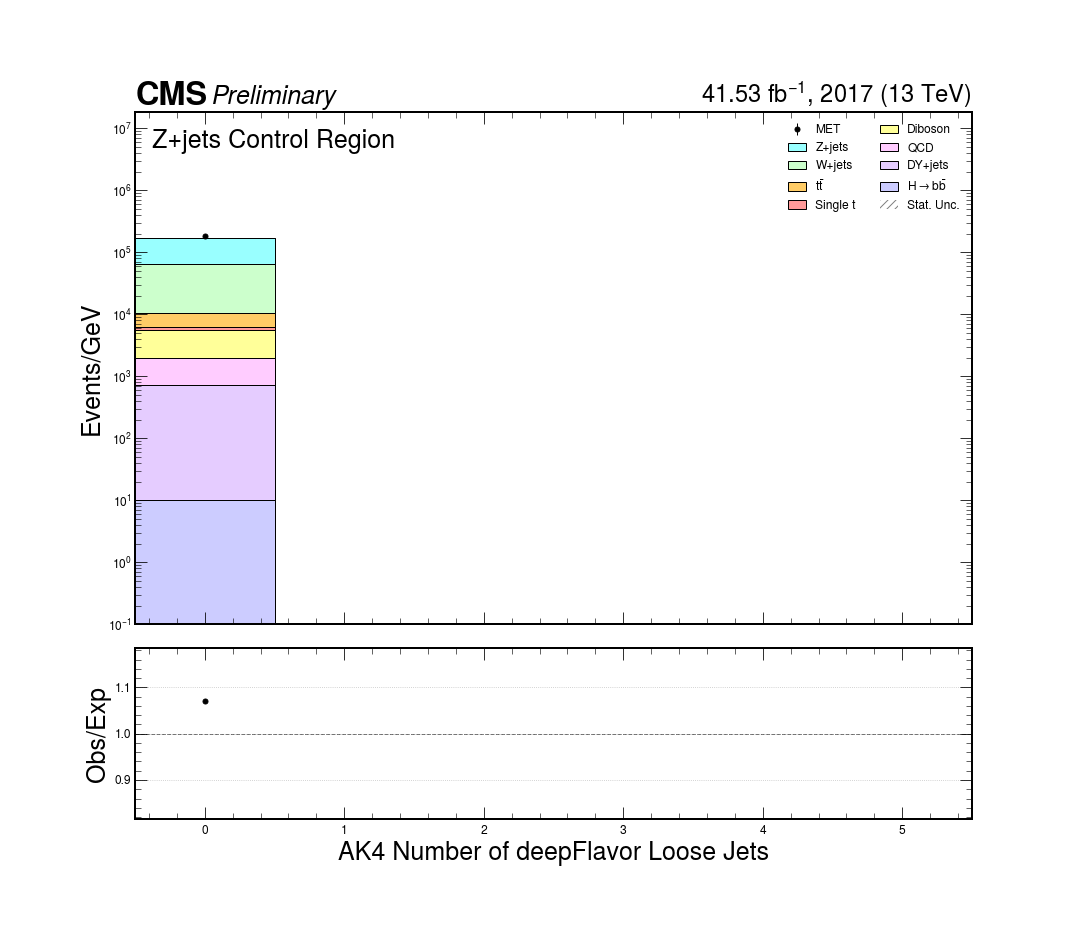 CMS Preliminary
41.53 fb⁻¹, 2017 (13 TeV)
Z+jets Control Region
MET
Z+jets
W+jets
tt̄
Single t
Diboson
QCD
DY+jets
H→bb̄
Stat. Unc.
Events/GeV
10⁷
10⁶
10⁵
10⁴
10³
10²
10¹
10⁰
10⁻¹
Obs/Exp
1.1
1.0
0.9
0 1 2 3 4 5
AK4 Number of deepFlavor Loose Jets